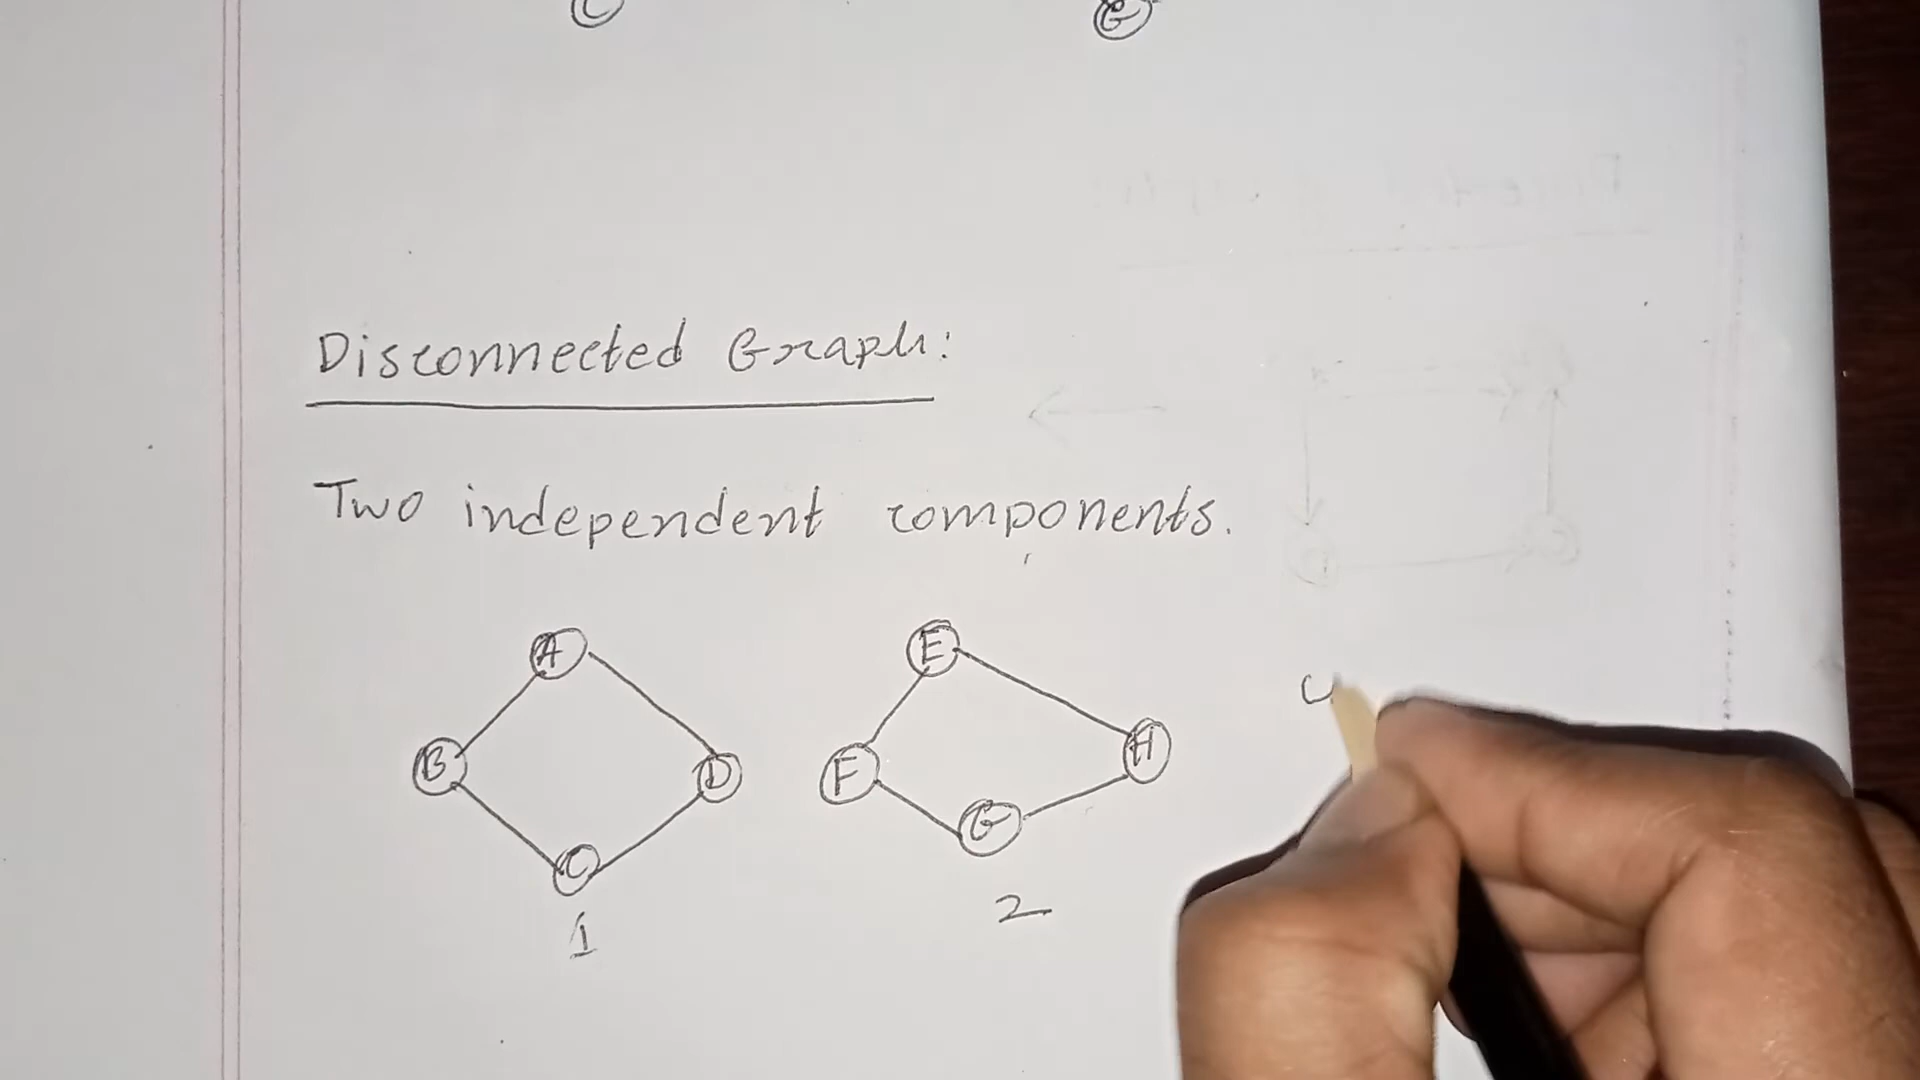 C G
Disconnected Graph:
Two independent components.
A E
B D F H
C G
1 2